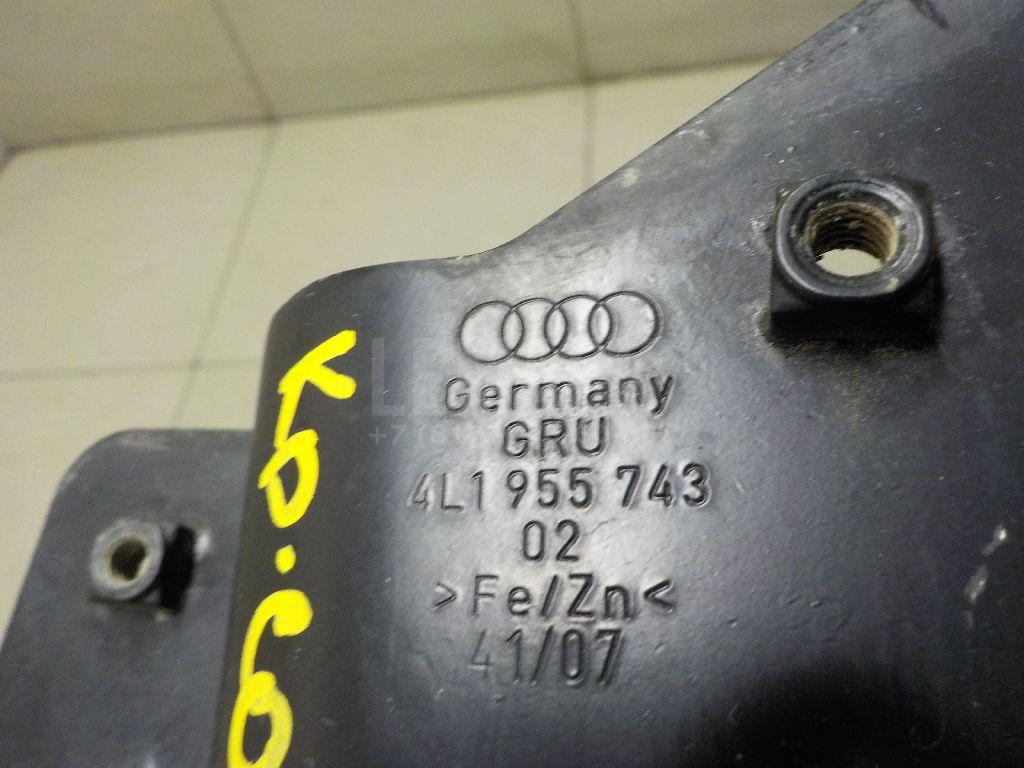 Germany
GRU
4L1 955 743
02
>Fe/Zn<
41/07